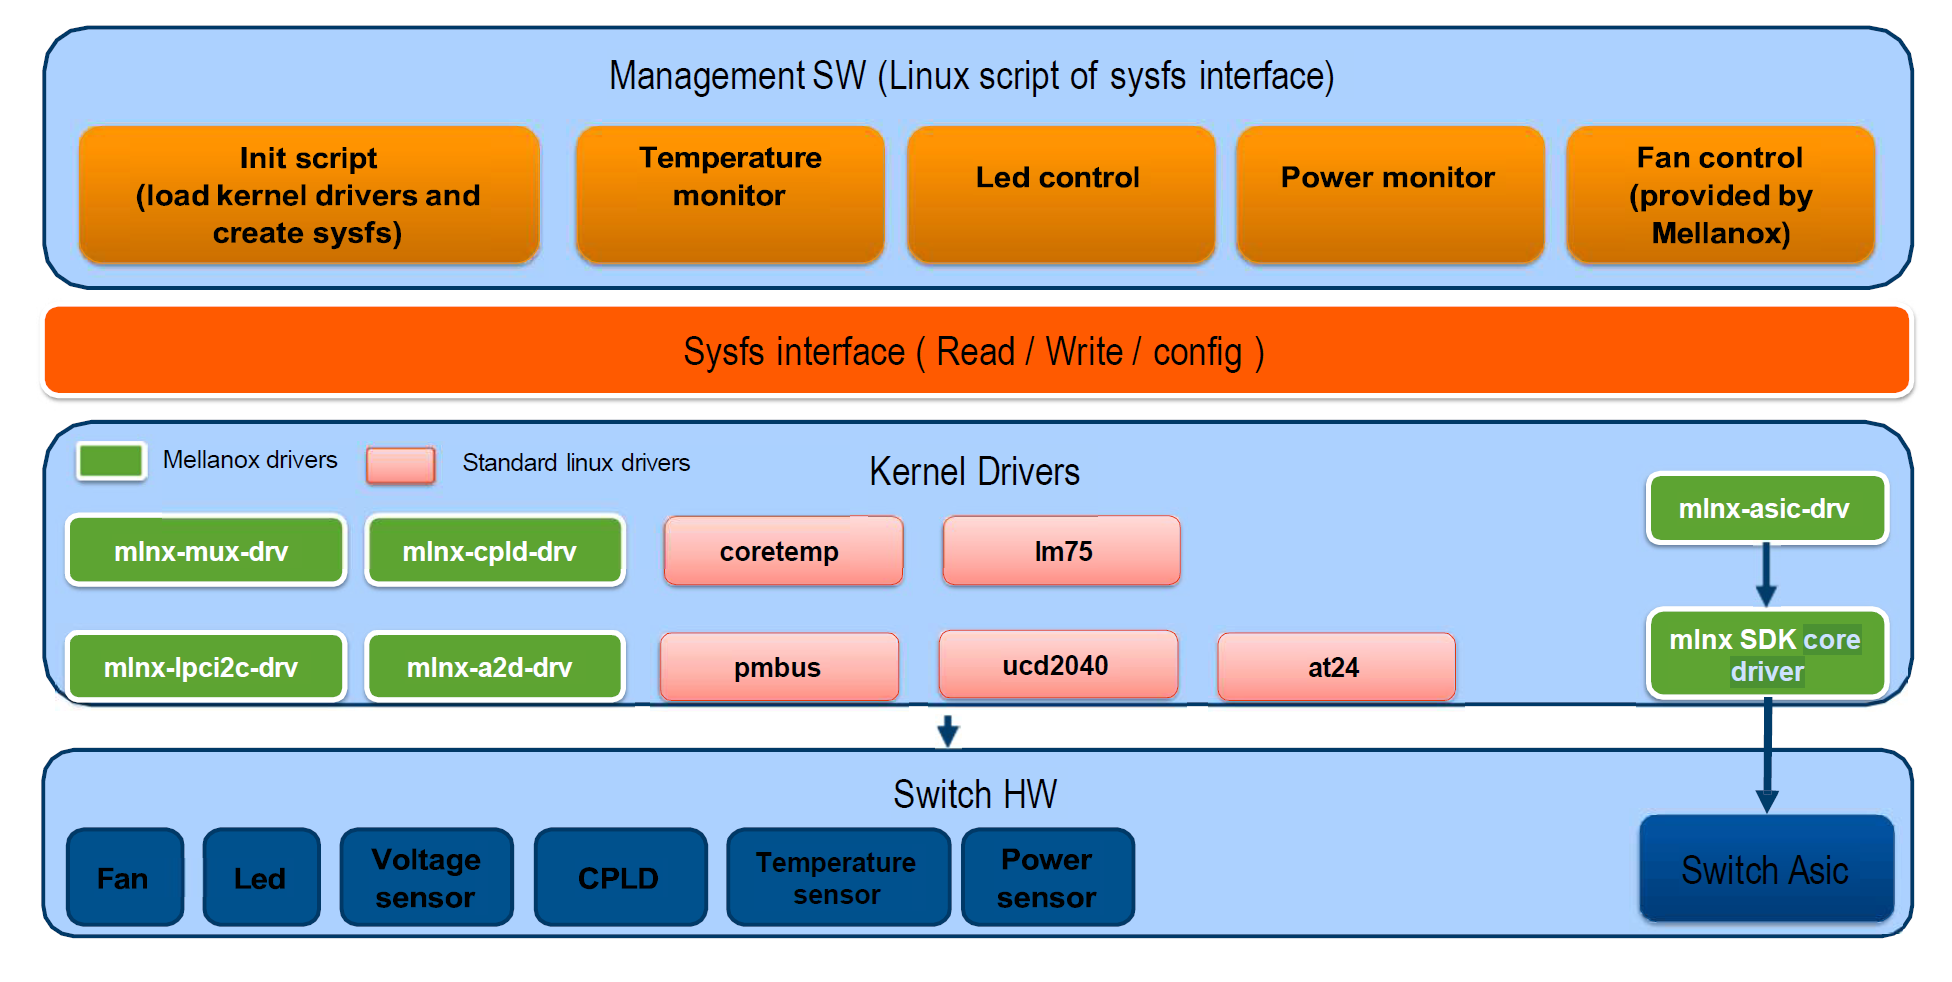 Management SW (Linux script of sysfs interface)
Init script
(load kernel drivers and
create sysfs)
Temperature
monitor
Led control
Power monitor
Fan control
(provided by
Mellanox)
Sysfs interface ( Read / Write / config )
Mellanox drivers
Standard linux drivers
Kernel Drivers
mlnx-mux-drv
mlnx-cpld-drv
coretemp
lm75
mlnx-asic-drv
mlnx-lpci2c-drv
mlnx-a2d-drv
pmbus
ucd2040
at24
mlnx SDK core
driver
Switch HW
Fan
Led
Voltage
sensor
CPLD
Temperature
sensor
Power
sensor
Switch Asic